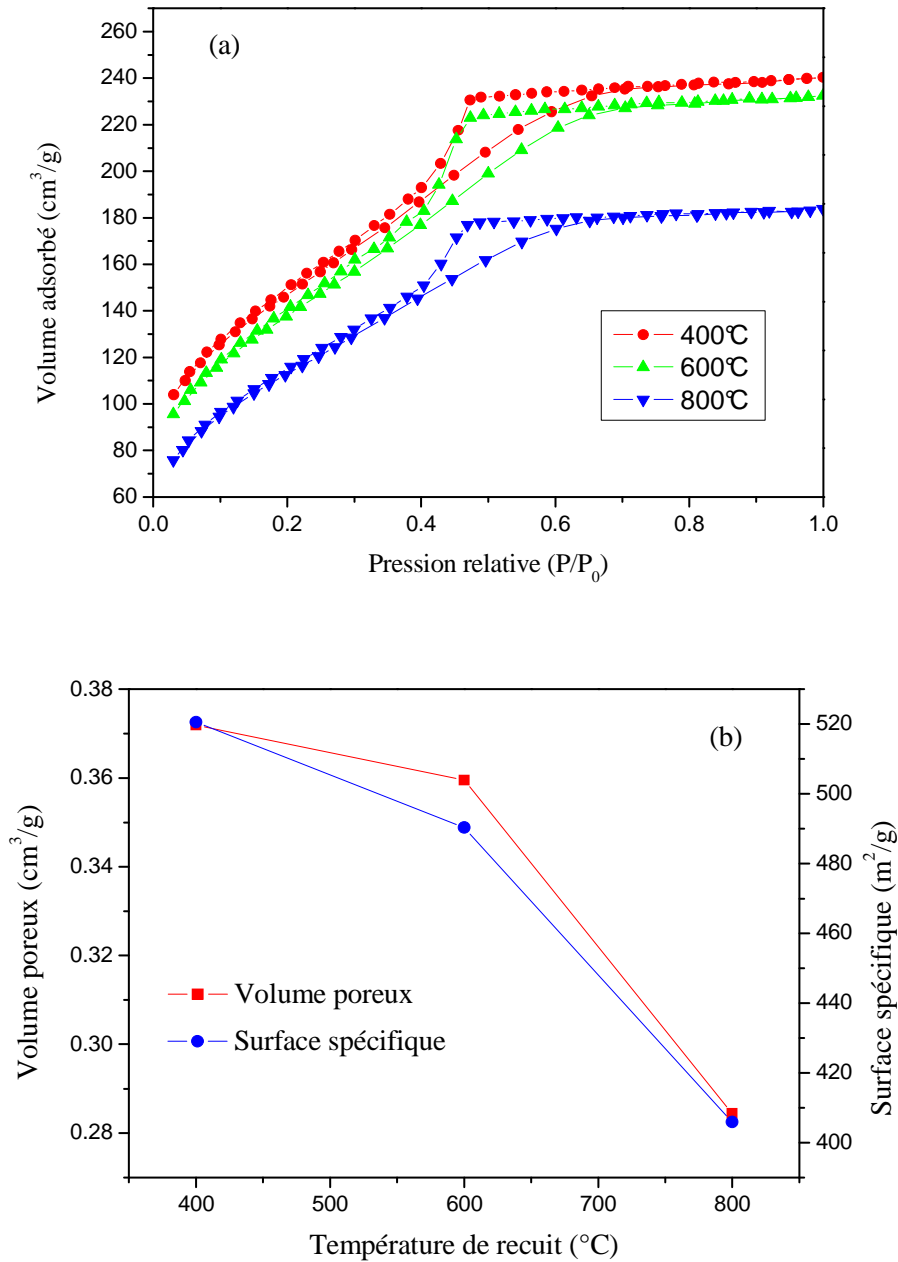 (a)
260
240
220
200
180
160
140
120
100
80
60
Volume adsorbé (cm³/g)
400°C
600°C
800°C
0.0 0.2 0.4 0.6 0.8 1.0
Pression relative (P/P₀)
(b)
0.38
0.36
0.34
0.32
0.30
0.28
Volume poreux (cm³/g)
520
500
480
460
440
420
400
Surface spécifique (m²/g)
Volume poreux
Surface spécifique
400 500 600 700 800
Température de recuit (°C)